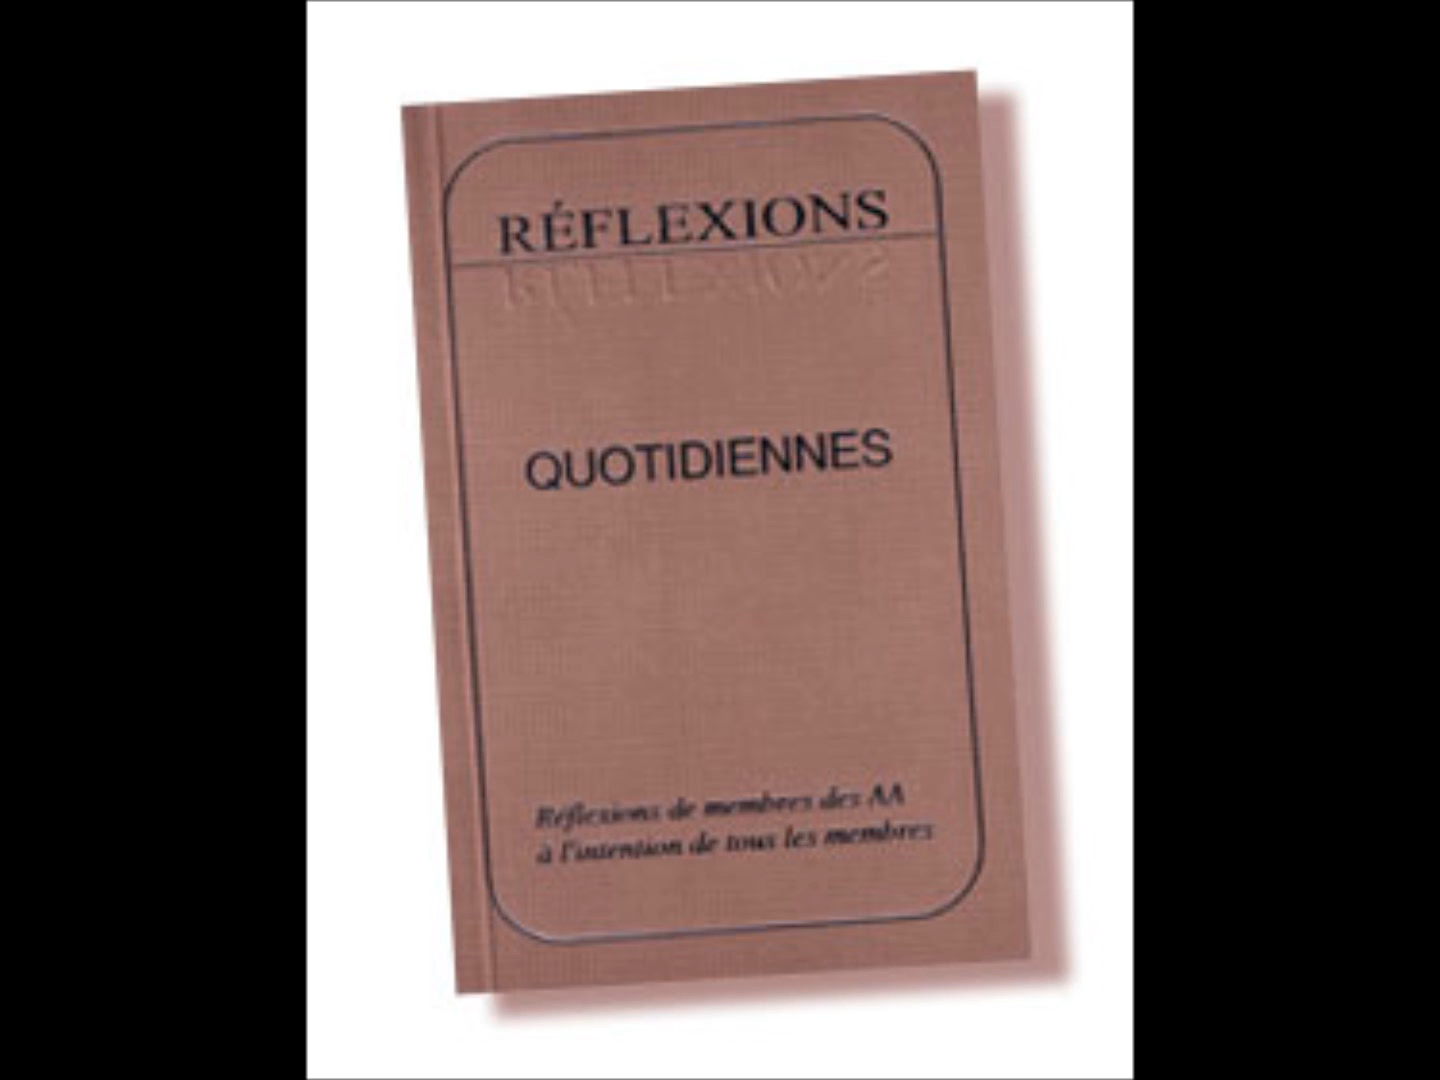 RÉFLEXIONS
QUOTIDIENNES
Réflexions de membres des AA
à l'intention de tous les membres